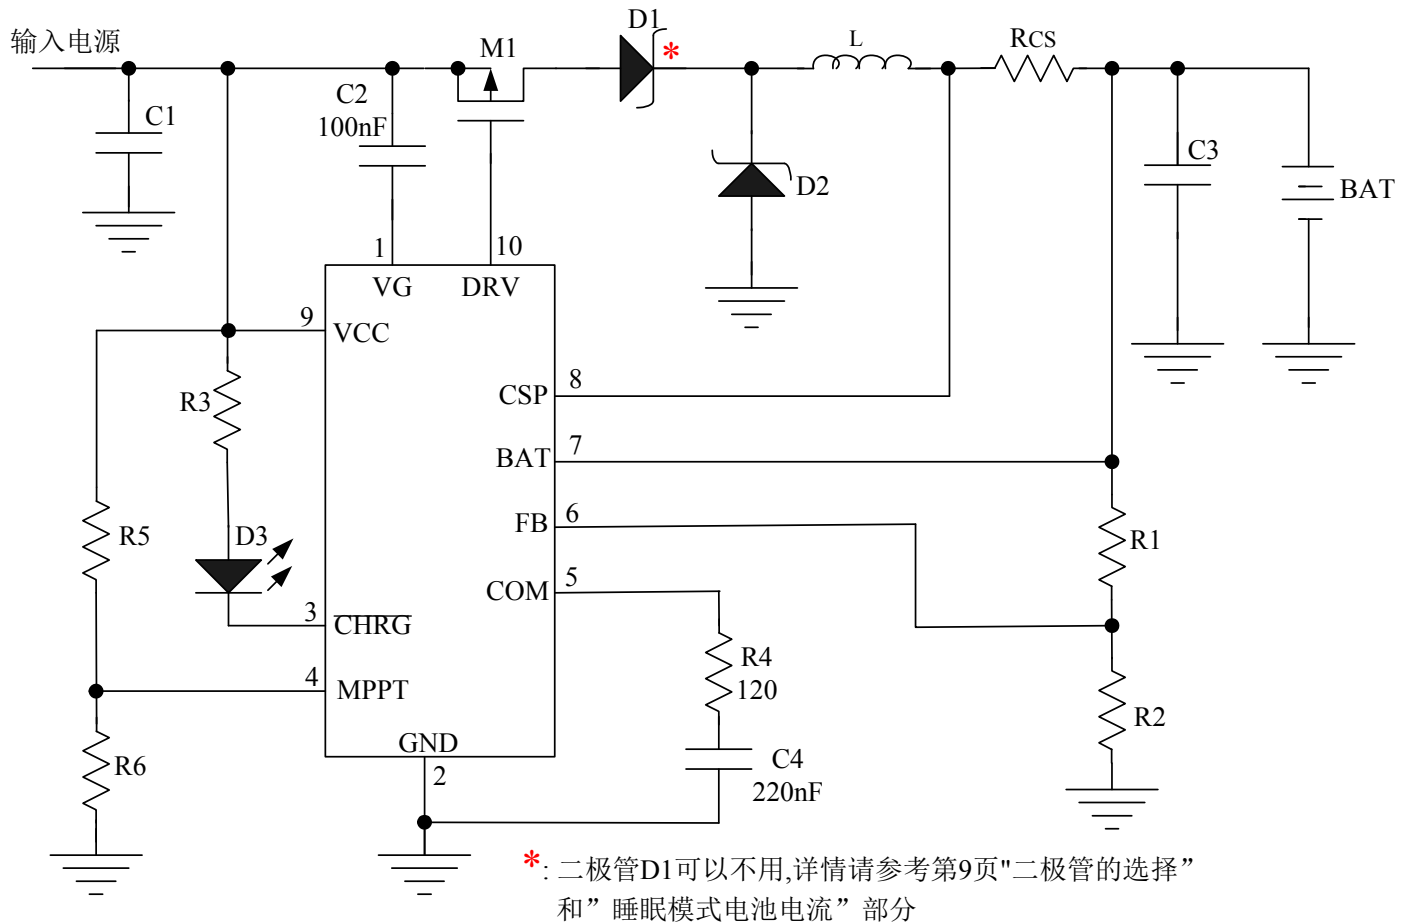 输入电源
D1
*
M1
L
RCS
C1
C2
100nF
C3
D2
BAT
1
10
VG
DRV
9
VCC
R3
CSP
8
BAT
7
R5
D3
FB
6
R1
COM
5
3
CHRG
R4
120
4
MPPT
R2
GND
R6
2
C4
220nF
*: 二极管D1可以不用,详情请参考第9页"二极管的选择”
和”睡眠模式电池电流”部分